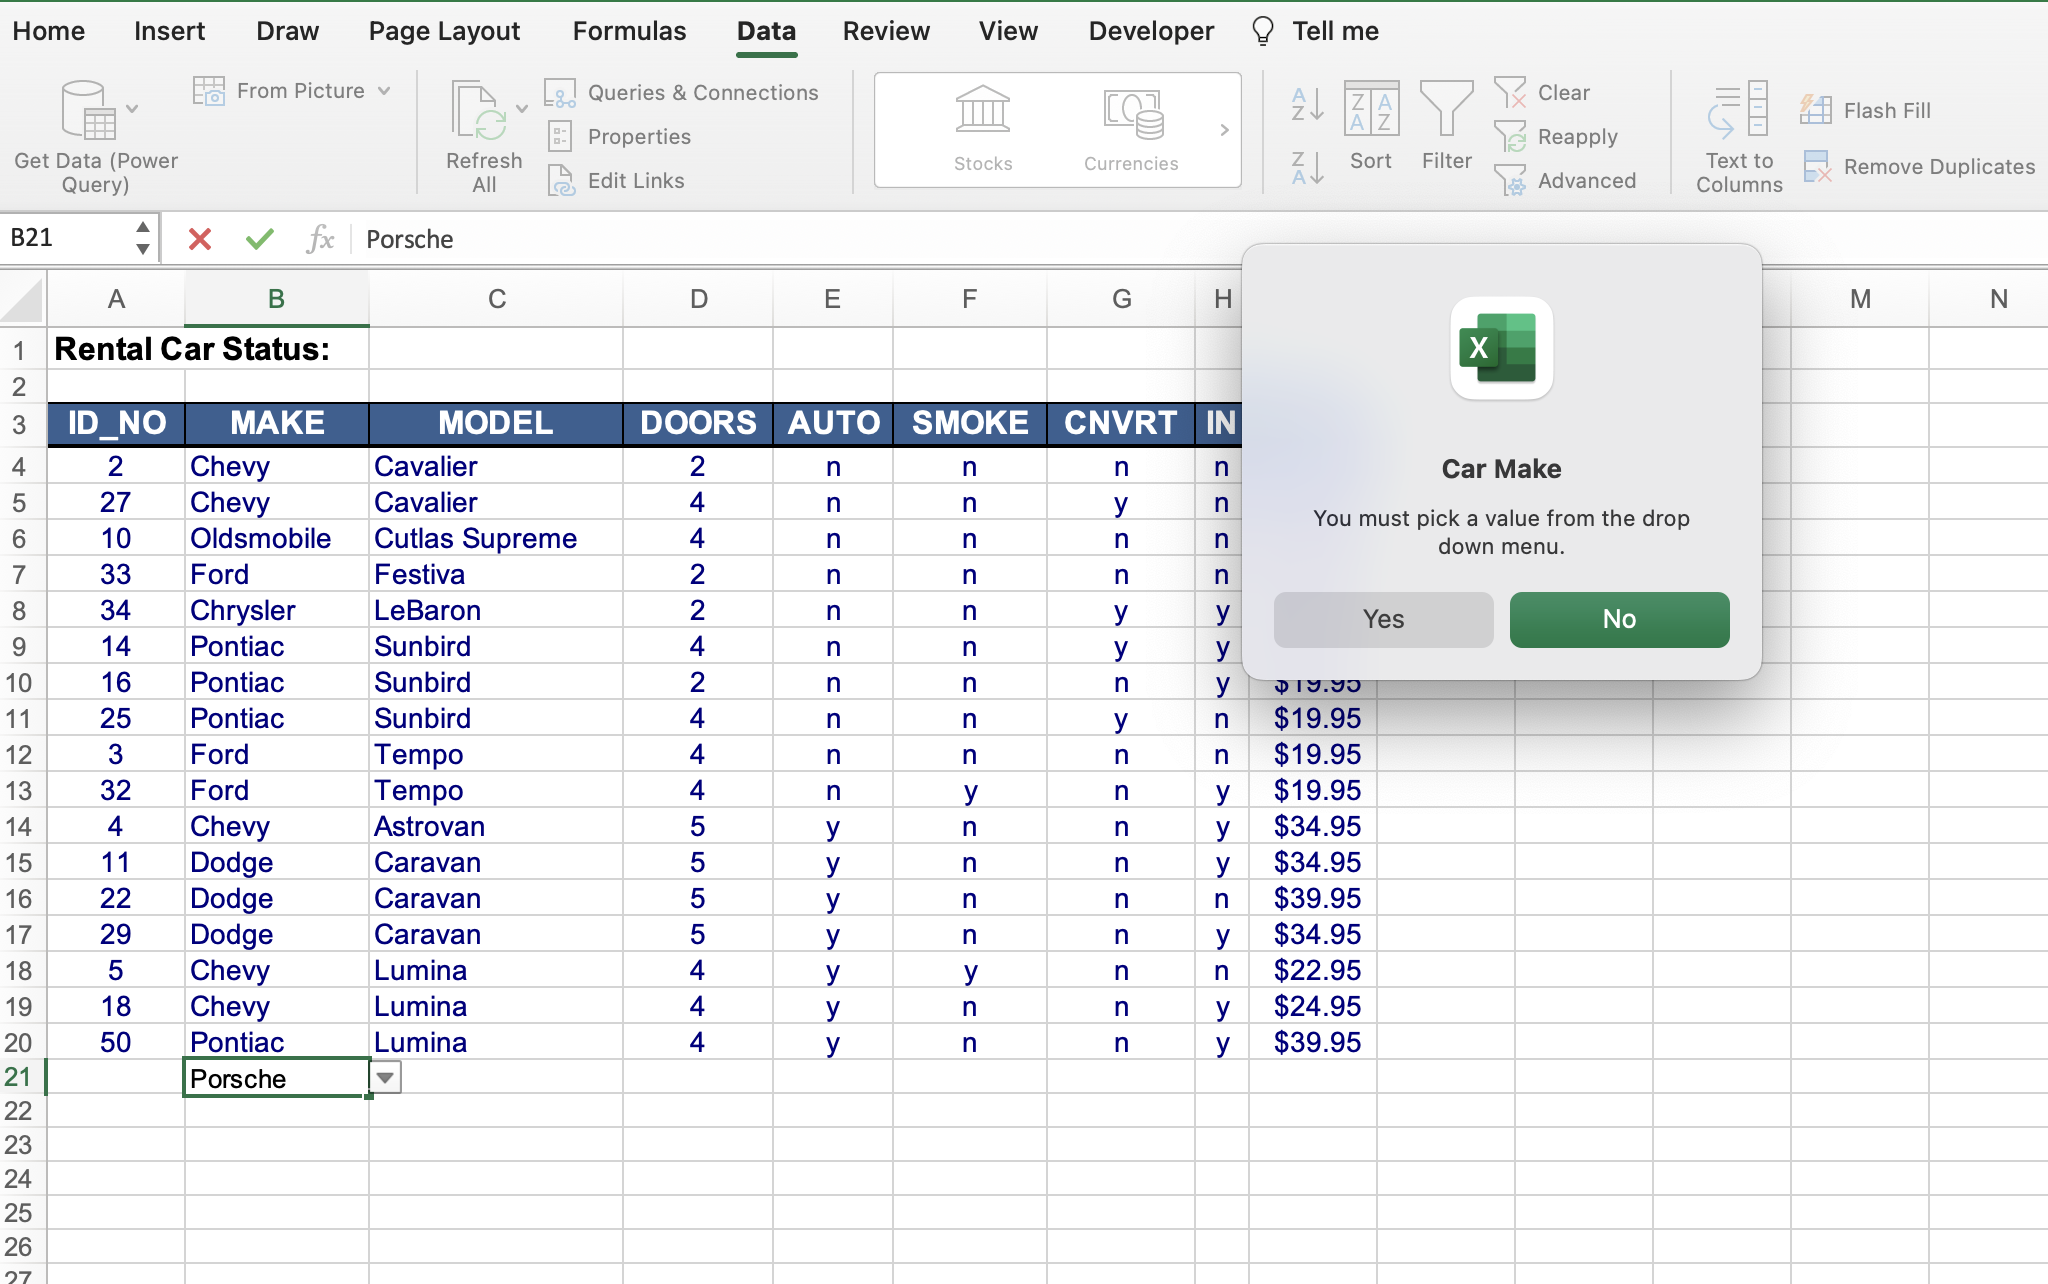 Home Insert Draw Page Layout Formulas Data Review View Developer Tell me
From Picture
Get Data (Power Query)
Refresh All
Queries & Connections
Properties
Edit Links
Stocks
Currencies
A Z
Z A
Z A A Z
Sort
Filter
Clear
Reapply
Advanced
Text to Columns
Flash Fill
Remove Duplicates
B21 fx Porsche
A B C D E F G H M N
1 Rental Car Status:
2
3 ID_NO MAKE MODEL DOORS AUTO SMOKE CNVRT IN
4 2 Chevy Cavalier 2 n n n n
5 27 Chevy Cavalier 4 n n y n
6 10 Oldsmobile Cutlas Supreme 4 n n n n
7 33 Ford Festiva 2 n n n n
8 34 Chrysler LeBaron 2 n n y y
9 14 Pontiac Sunbird 4 n n y y
10 16 Pontiac Sunbird 2 n n n y $19.95
11 25 Pontiac Sunbird 4 n n y n $19.95
12 3 Ford Tempo 4 n n n n $19.95
13 32 Ford Tempo 4 n y n y $19.95
14 4 Chevy Astrovan 5 y n n y $34.95
15 11 Dodge Caravan 5 y n n y $34.95
16 22 Dodge Caravan 5 y n n n $39.95
17 29 Dodge Caravan 5 y n n y $34.95
18 5 Chevy Lumina 4 y y n n $22.95
19 18 Chevy Lumina 4 y n n y $24.95
20 50 Pontiac Lumina 4 y n n y $39.95
21 Porsche
22
23
24
25
26
27
X
Car Make
You must pick a value from the drop
down menu.
Yes No